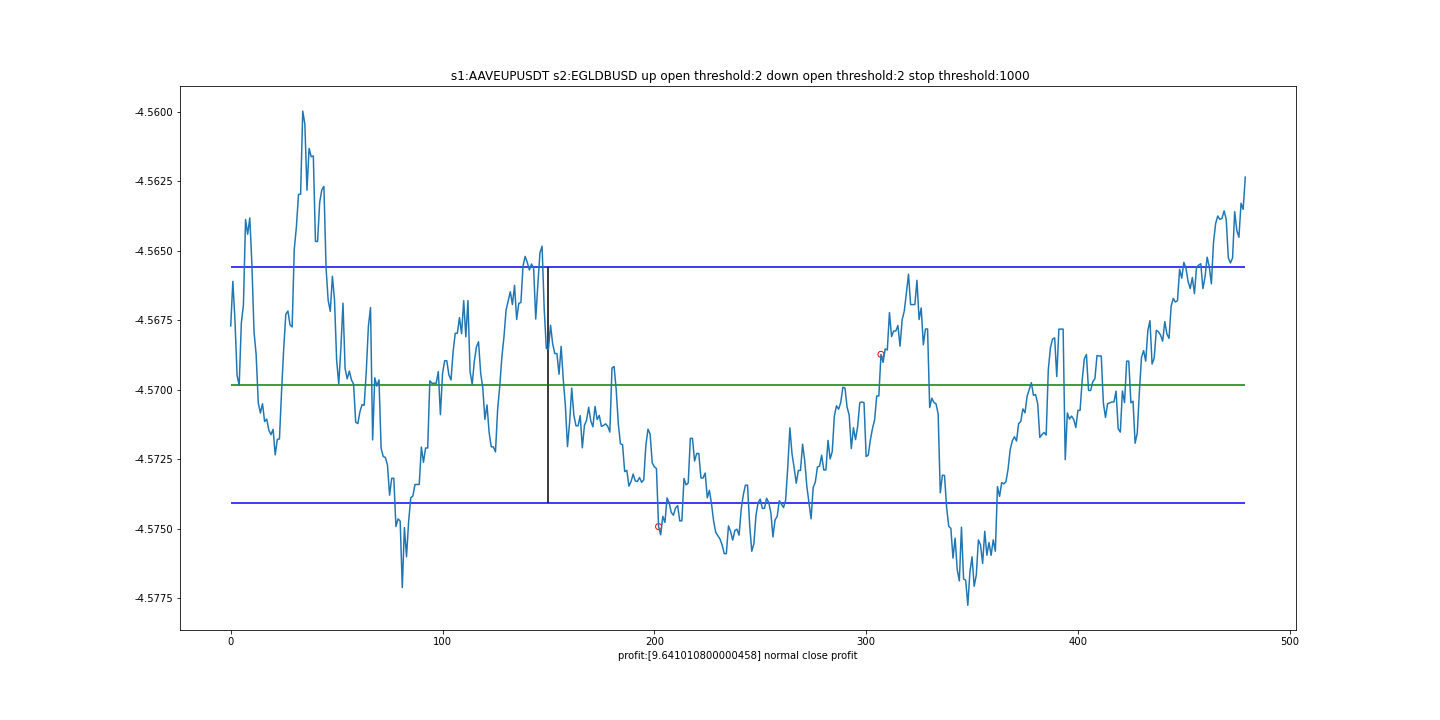 s1:AAVEUPUSDT s2:EGLDBUSD up open threshold:2 down open threshold:2 stop threshold:1000
-4.5600
-4.5625
-4.5650
-4.5675
-4.5700
-4.5725
-4.5750
-4.5775
0 100 200 300 400 500
profit:[9.641010800000458] normal close profit